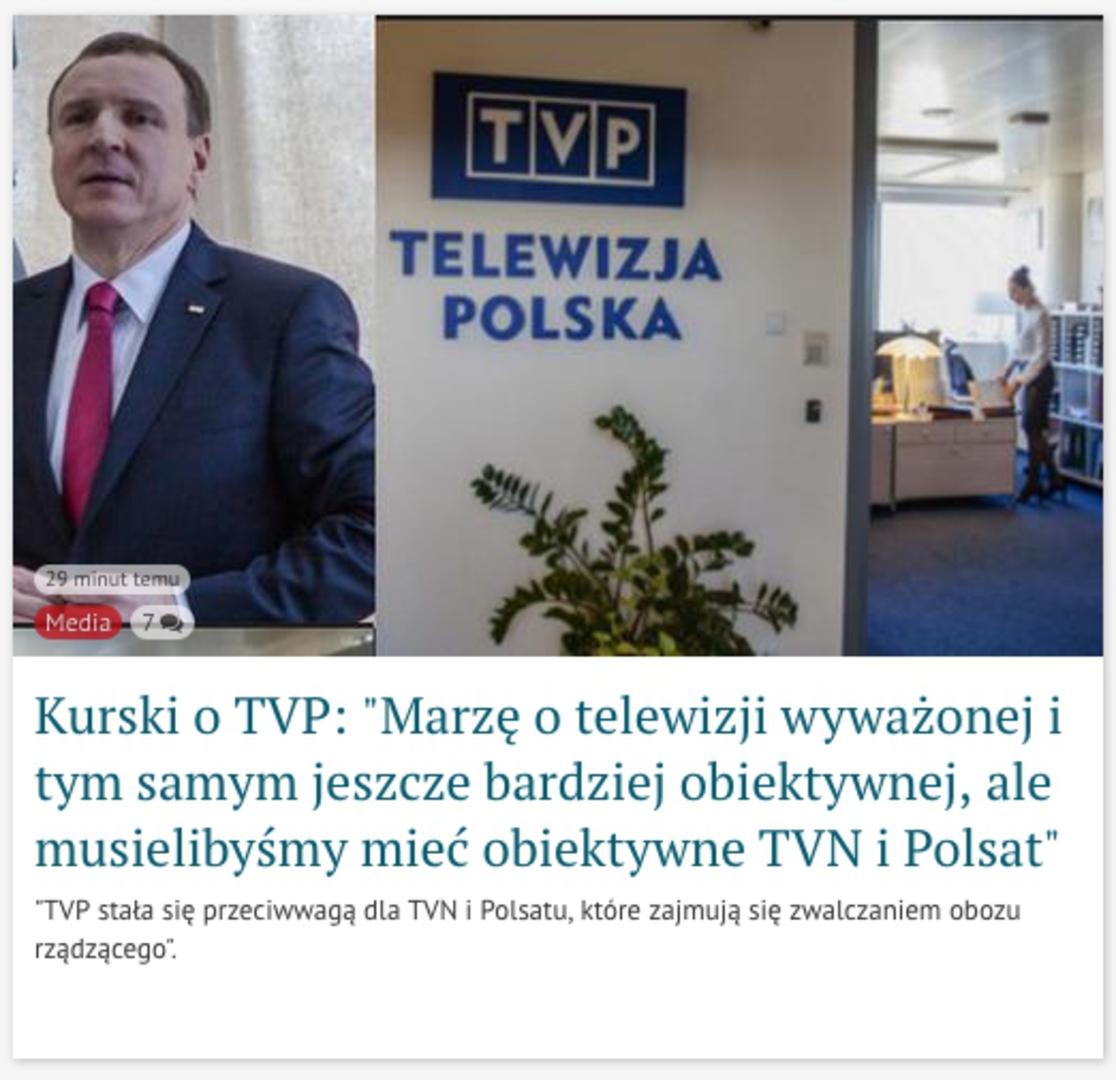 TVP
TELEWIZJA
POLSKA
29 minut temu
Media 7
Kurski o TVP: "Marzę o telewizji wyważonej i
tym samym jeszcze bardziej obiektywnej, ale
musielibyśmy mieć obiektywne TVN i Polsat"
"TVP stała się przeciwwagą dla TVN i Polsatu, które zajmują się zwalczaniem obozu
rządzącego".